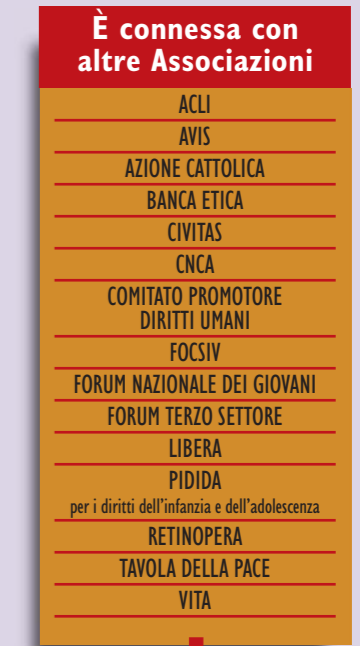 È connessa con
altre Associazioni
ACLI
AVIS
AZIONE CATTOLICA
BANCA ETICA
CIVITAS
CNCA
COMITATO PROMOTORE
DIRITTI UMANI
FOCSIV
FORUM NAZIONALE DEI GIOVANI
FORUM TERZO SETTORE
LIBERA
PIDIDA
per i diritti dell'infanzia e dell'adolescenza
RETINOPERA
TAVOLA DELLA PACE
VITA